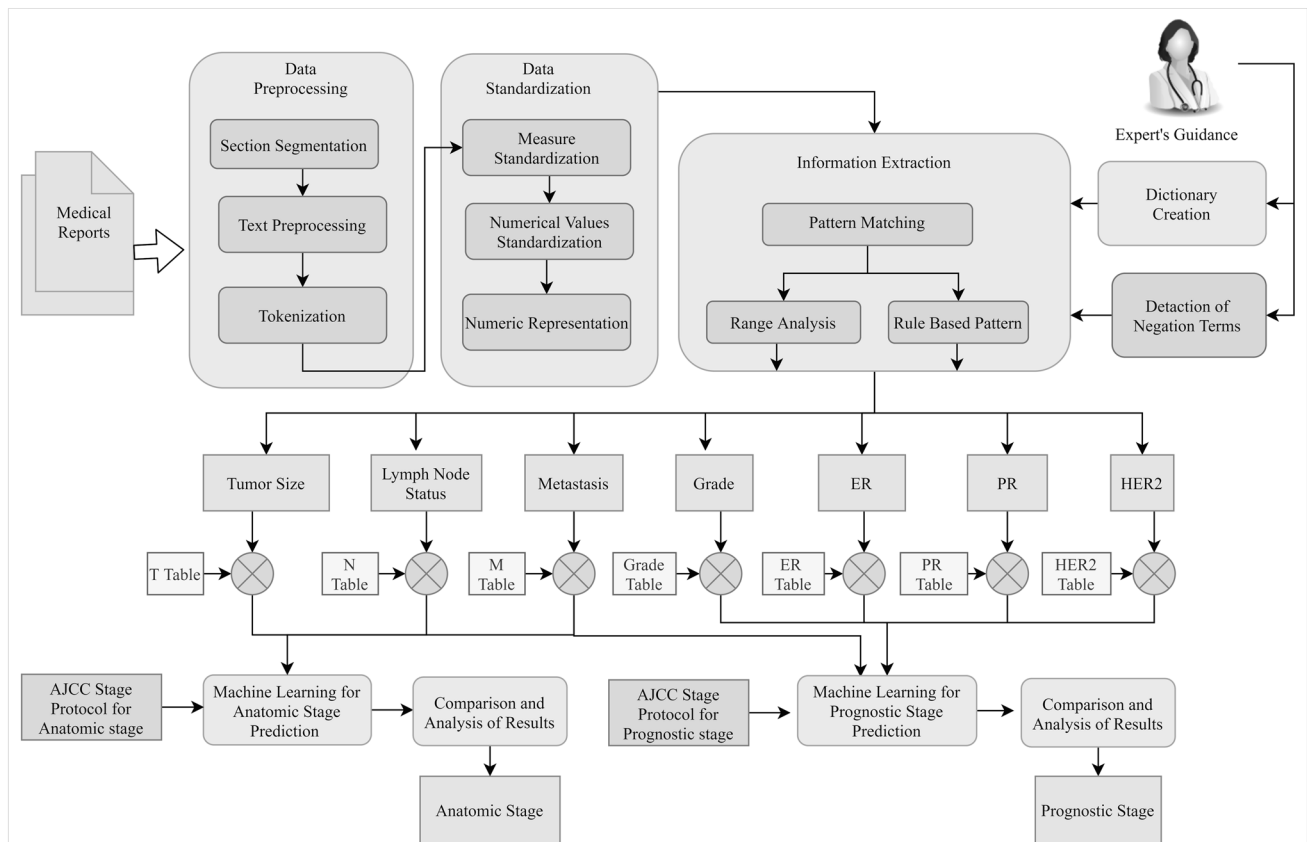 Data
Preprocessing
Section Segmentation
Text Preprocessing
Tokenization
Medical
Reports
Data
Standardization
Measure
Standardization
Numerical Values
Standardization
Numeric Representation
Information Extraction
Pattern Matching
Range Analysis
Rule Based Pattern
Expert's Guidance
Dictionary
Creation
Detaction of
Negation Terms
Tumor Size
Lymph Node
Status
Metastasis
Grade
ER
PR
HER2
T Table
N
Table
M
Table
Grade
Table
ER
Table
PR
Table
HER2
Table
AJCC Stage
Protocol for
Anatomic stage
Machine Learning for
Anatomic Stage
Prediction
Comparison and
Analysis of Results
Anatomic Stage
AJCC Stage
Protocol for
Prognostic stage
Machine Learning for
Prognostic Stage
Prediction
Comparison and
Analysis of Results
Prognostic Stage